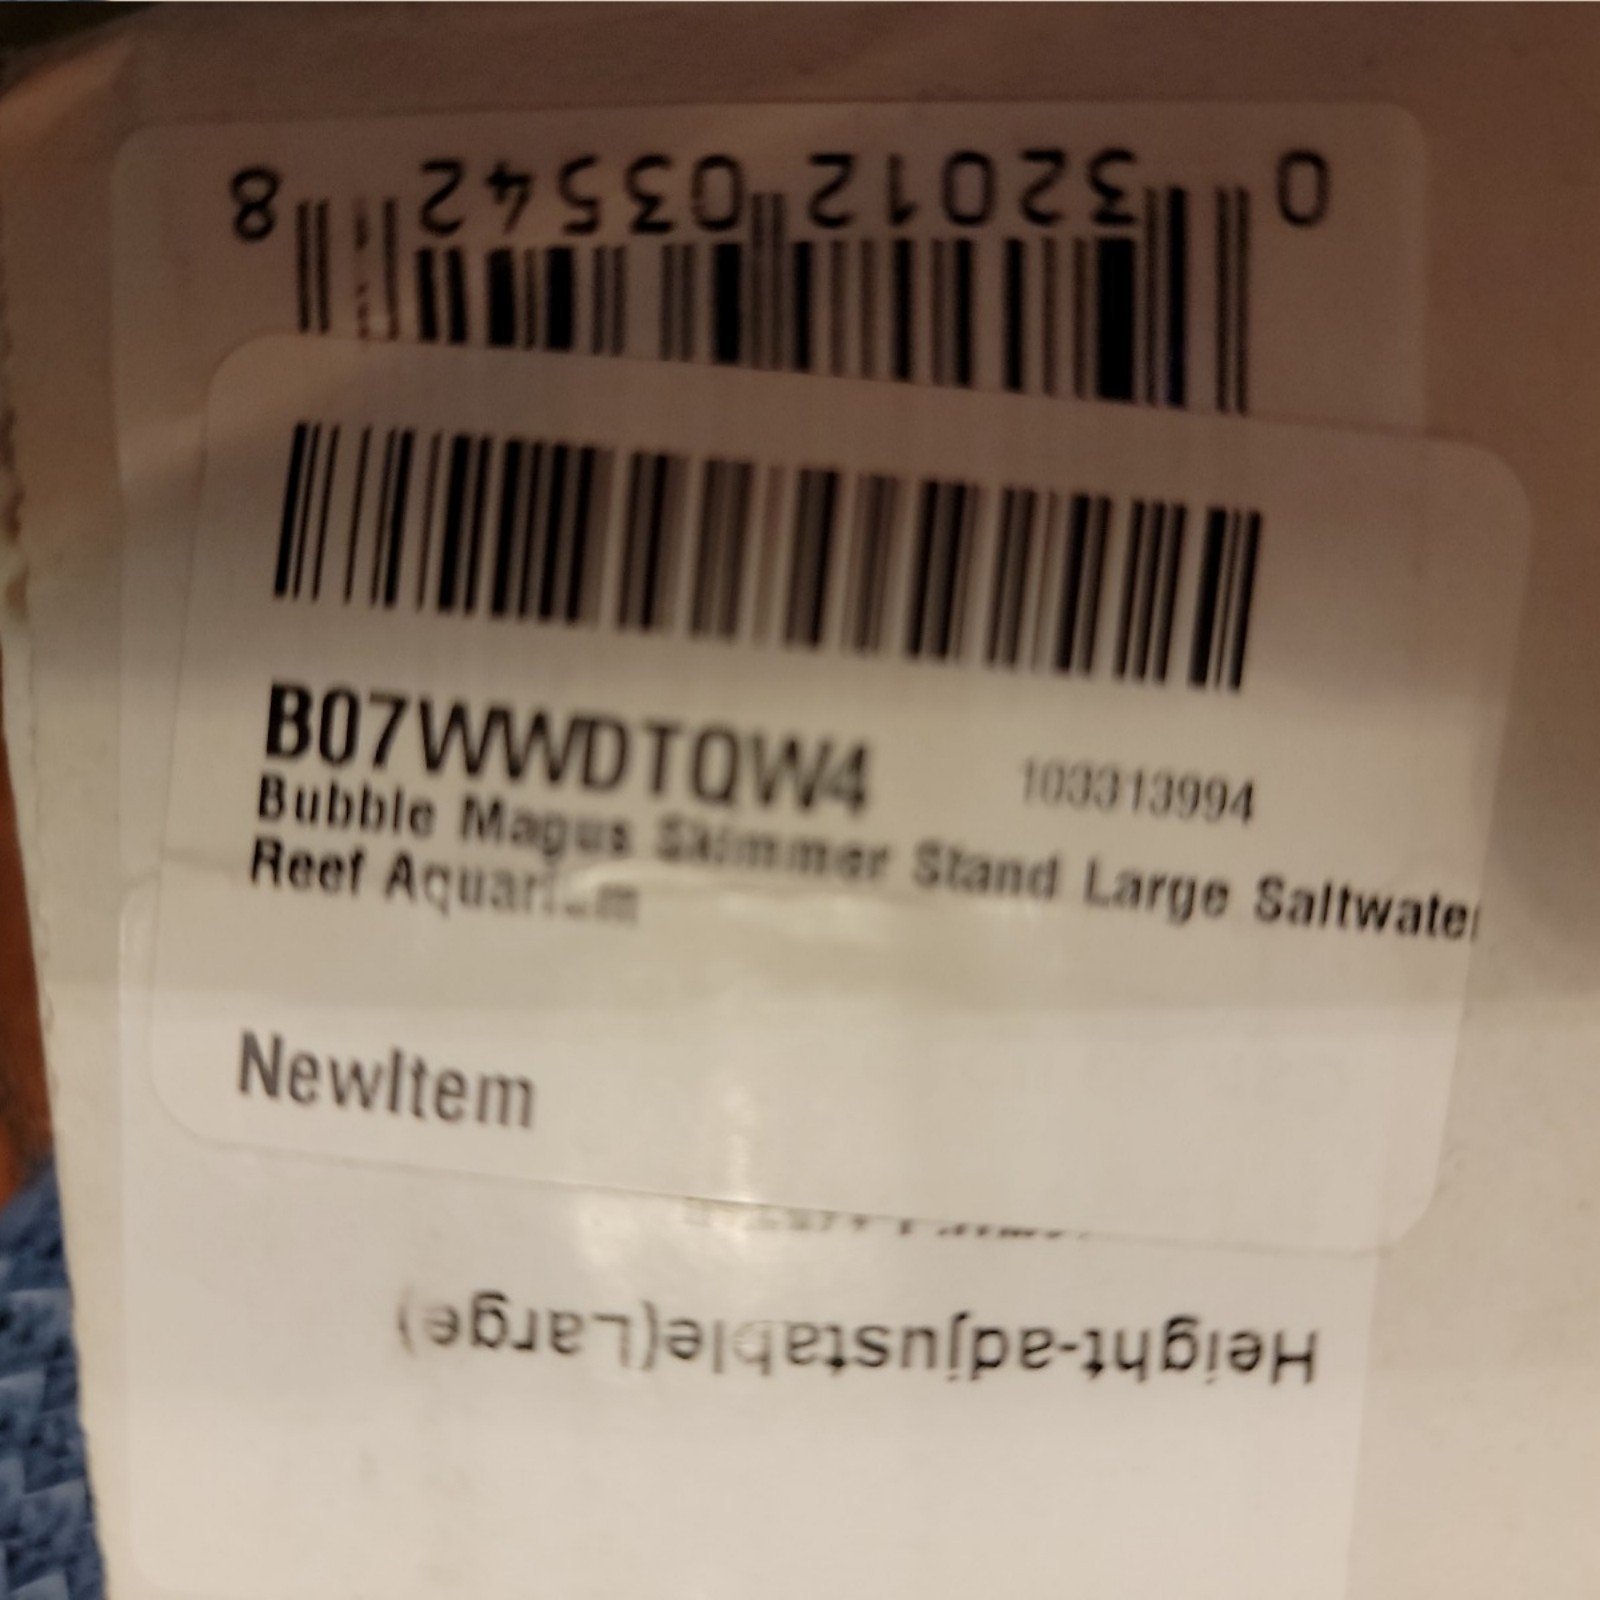 0 32012 03542 8
B07WWDTQW4 103313994
Bubble Magus Skimmer Stand Large Saltwater
Reef Aquarium
NewItem
Height-adjustable(Large)